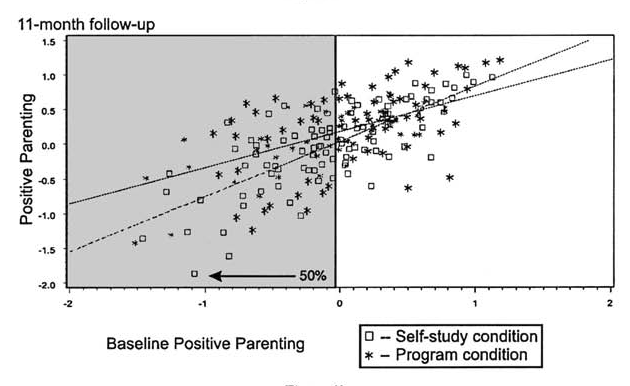 11-month follow-up
Positive Parenting
1.5
1.0
0.5
0.0
-0.5
-1.0
-1.5
-2.0
50%
-2
-1
0
1
2
Baseline Positive Parenting
□ – Self-study condition
* – Program condition